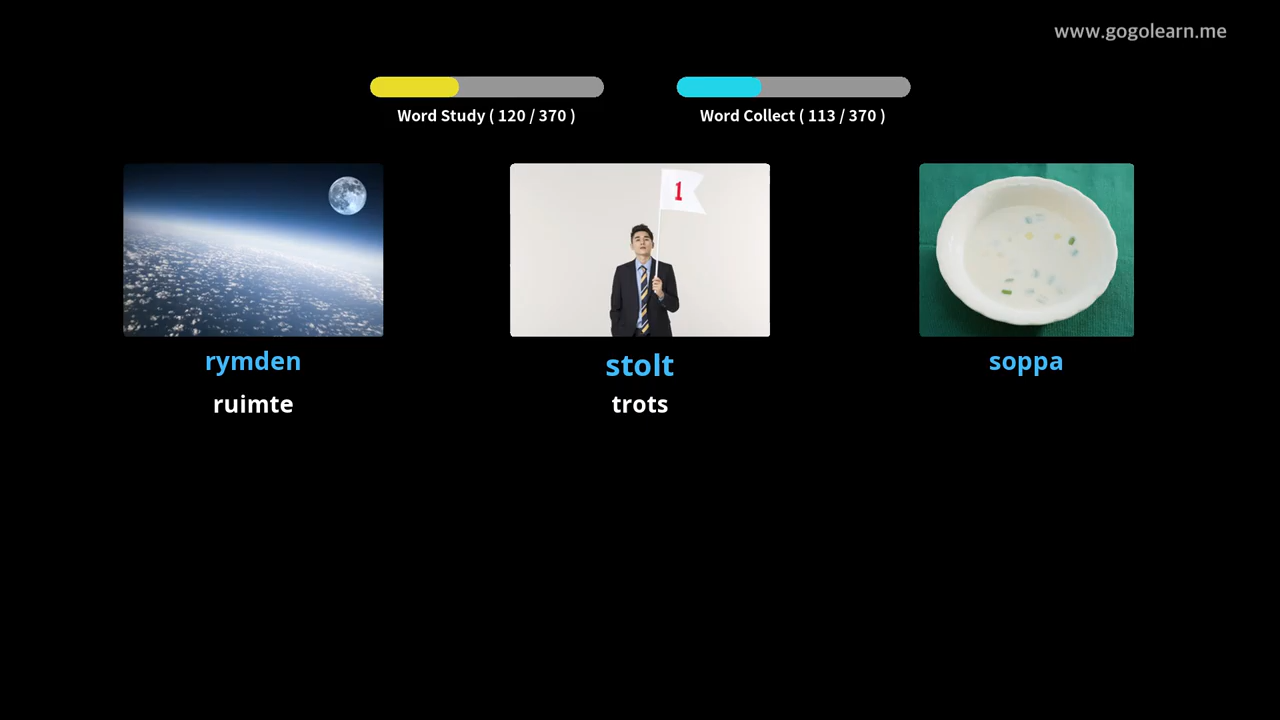 www.gogolearn.me
Word Study ( 120 / 370 )
Word Collect ( 113 / 370 )
1
rymden
stolt
soppa
ruimte
trots